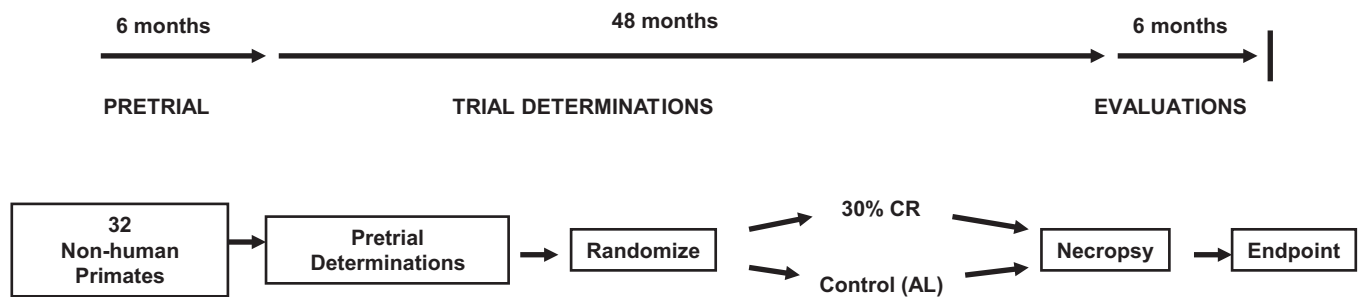 6 months
48 months
6 months
PRETRIAL
TRIAL DETERMINATIONS
EVALUATIONS
32
Non-human
Primates
Pretrial
Determinations
Randomize
30% CR
Control (AL)
Necropsy
Endpoint